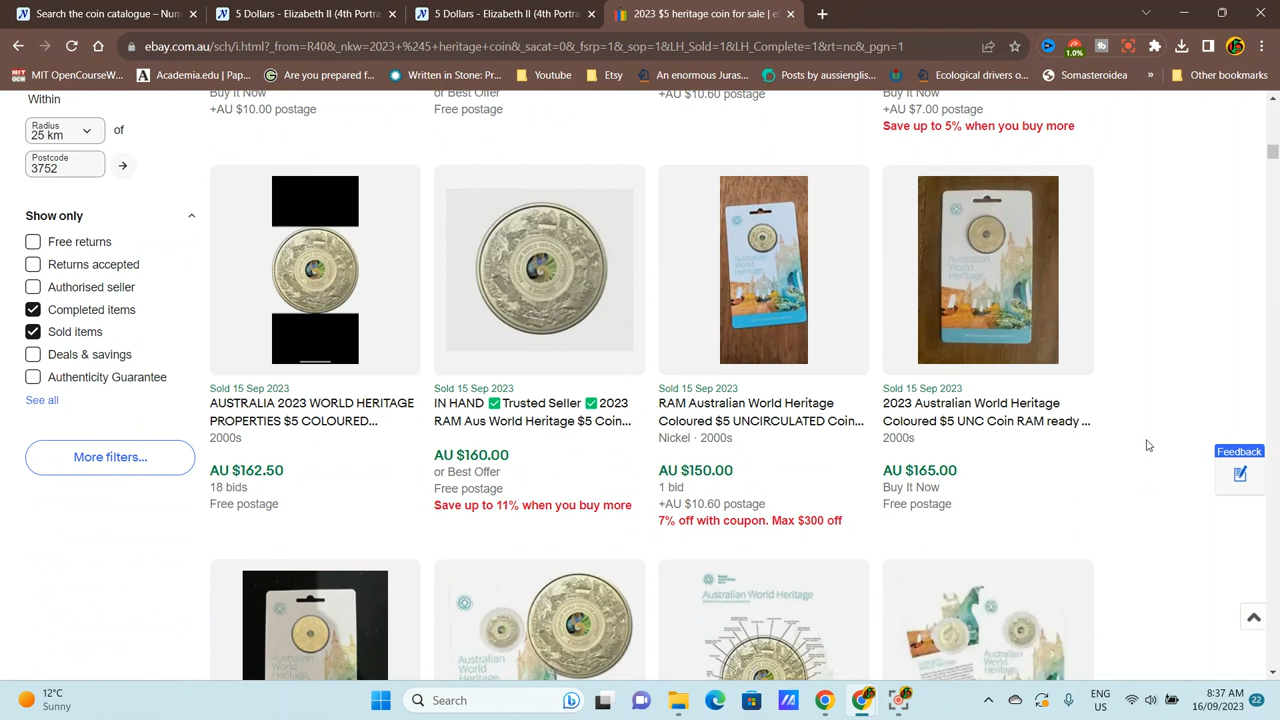 Coins catalogue – Num
5 Dollars - Elizabeth II (4th Portra
5 Dollars - Elizabeth II (4th Portra
2023 $5 heritage coin for sale | e
ebay.com.au/sch/i.html?_from=R40&_nkw=2023+%245+heritage+coin&_sacat=0&_fsrp=1&_sop=1&LH_Sold=1&LH_Complete=1&rt=nc&_pgn=1
1.0%
MIT OpenCourseW...
Academia.edu | Pap...
Are you prepared f...
Written in Stone: Pr...
Youtube
Etsy
An enormous Juras...
Posts by aussienglis...
Ecological drivers o...
Somasteroidea
»
Other bookmarks
Buy It Now
+AU $10.00 postage
or Best Offer
Free postage
+AU $10.60 postage
Buy It Now
+AU $7.00 postage
Save up to 5% when you buy more
Within
Radius
25 km
of
Postcode
3752
Show only
Free returns
Returns accepted
Authorised seller
Completed items
Sold items
Deals & savings
Authenticity Guarantee
See all
More filters...
Australian
World
Heritage
Australian
World
Heritage
Sold 15 Sep 2023
AUSTRALIA 2023 WORLD HERITAGE
PROPERTIES $5 COLOURED...
2000s
AU $162.50
18 bids
Free postage
Sold 15 Sep 2023
IN HAND ✅Trusted Seller ✅2023
RAM Aus World Heritage $5 Coin...
AU $160.00
or Best Offer
Free postage
Save up to 11% when you buy more
Sold 15 Sep 2023
RAM Australian World Heritage
Coloured $5 UNCIRCULATED Coin...
Nickel · 2000s
AU $150.00
1 bid
+AU $10.60 postage
7% off with coupon. Max $300 off
Sold 15 Sep 2023
2023 Australian World Heritage
Coloured $5 UNC Coin RAM ready ...
2000s
AU $165.00
Buy It Now
Free postage
Feedback
Australian World Heritage
12°C
Sunny
Search
ENG
US
8:37 AM
16/09/2023
22